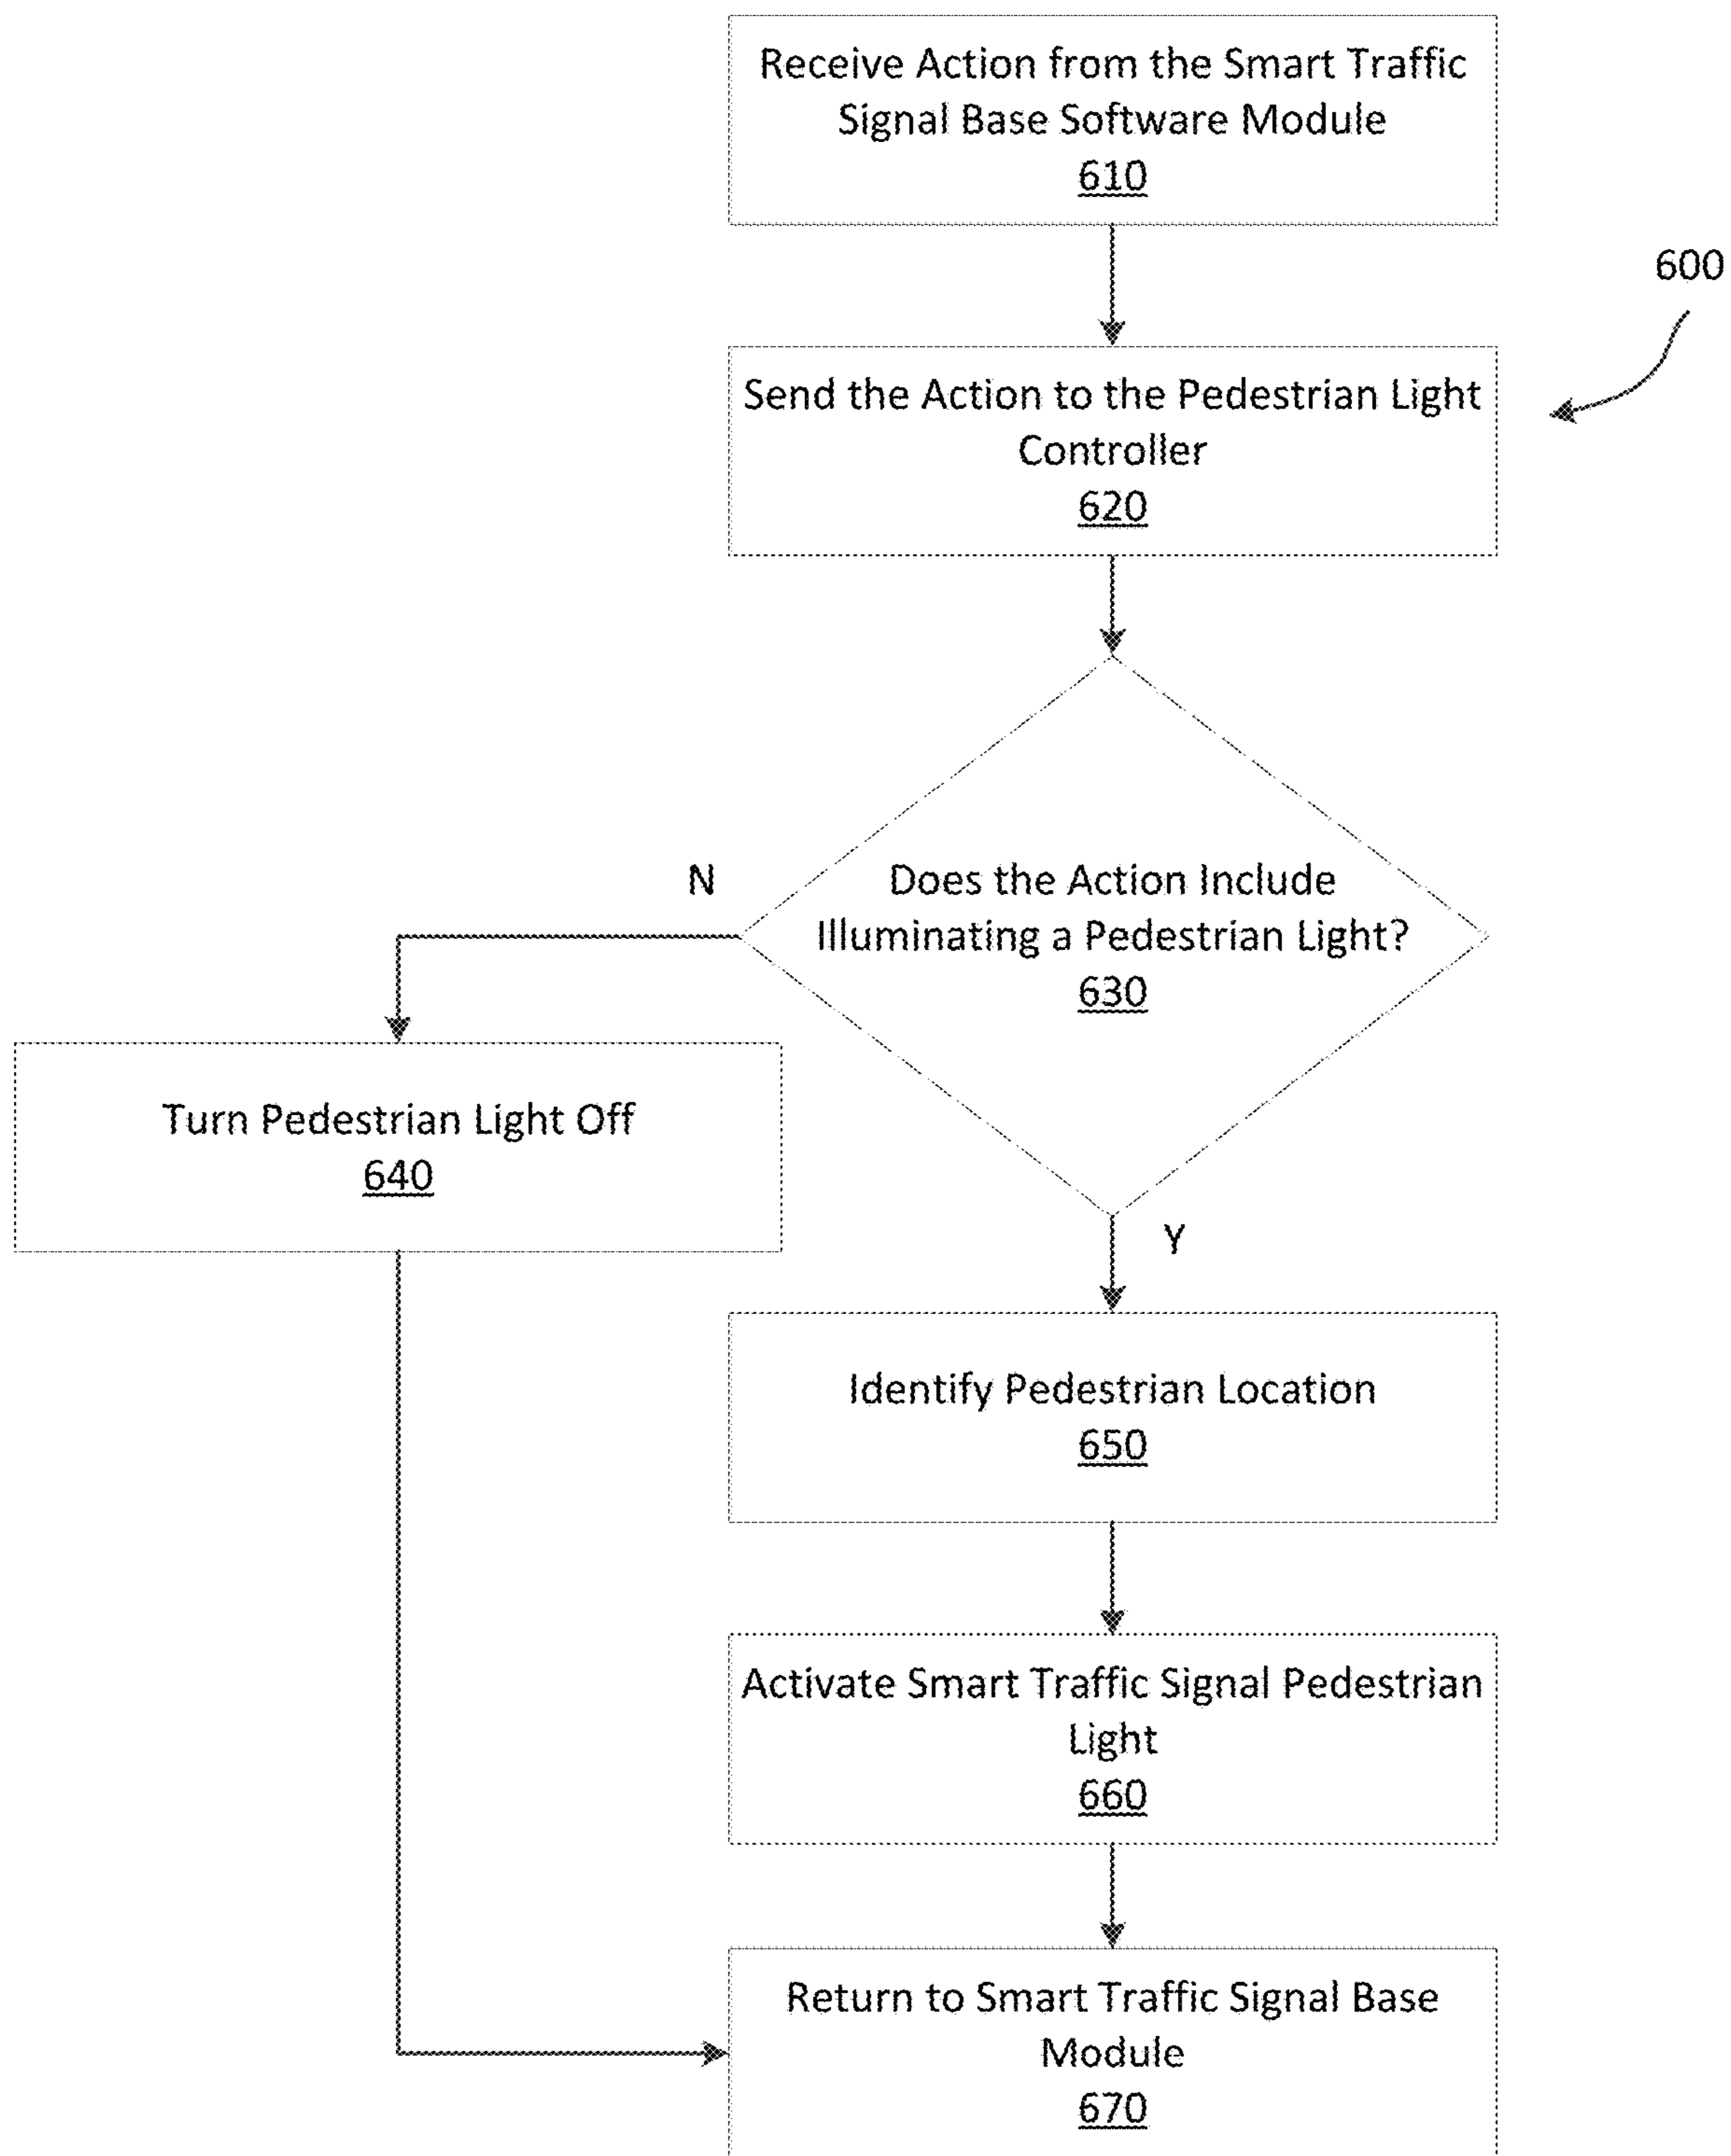 Receive Action from the Smart Traffic
Signal Base Software Module
610
600
Send the Action to the Pedestrian Light
Controller
620
N
Does the Action Include
Illuminating a Pedestrian Light?
630
Turn Pedestrian Light Off
640
Y
Identify Pedestrian Location
650
Activate Smart Traffic Signal Pedestrian
Light
660
Return to Smart Traffic Signal Base
Module
670